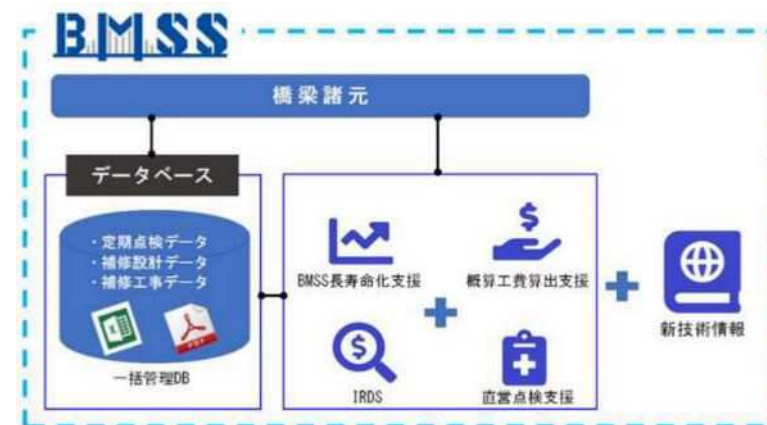 BMSS
橋梁諸元
データベース
・定期点検データ
・補修設計データ
・補修工事データ
PDF
一括管理DB
BMSS長寿命化支援
概算工費算出支援
IRDS
直営点検支援
新技術情報